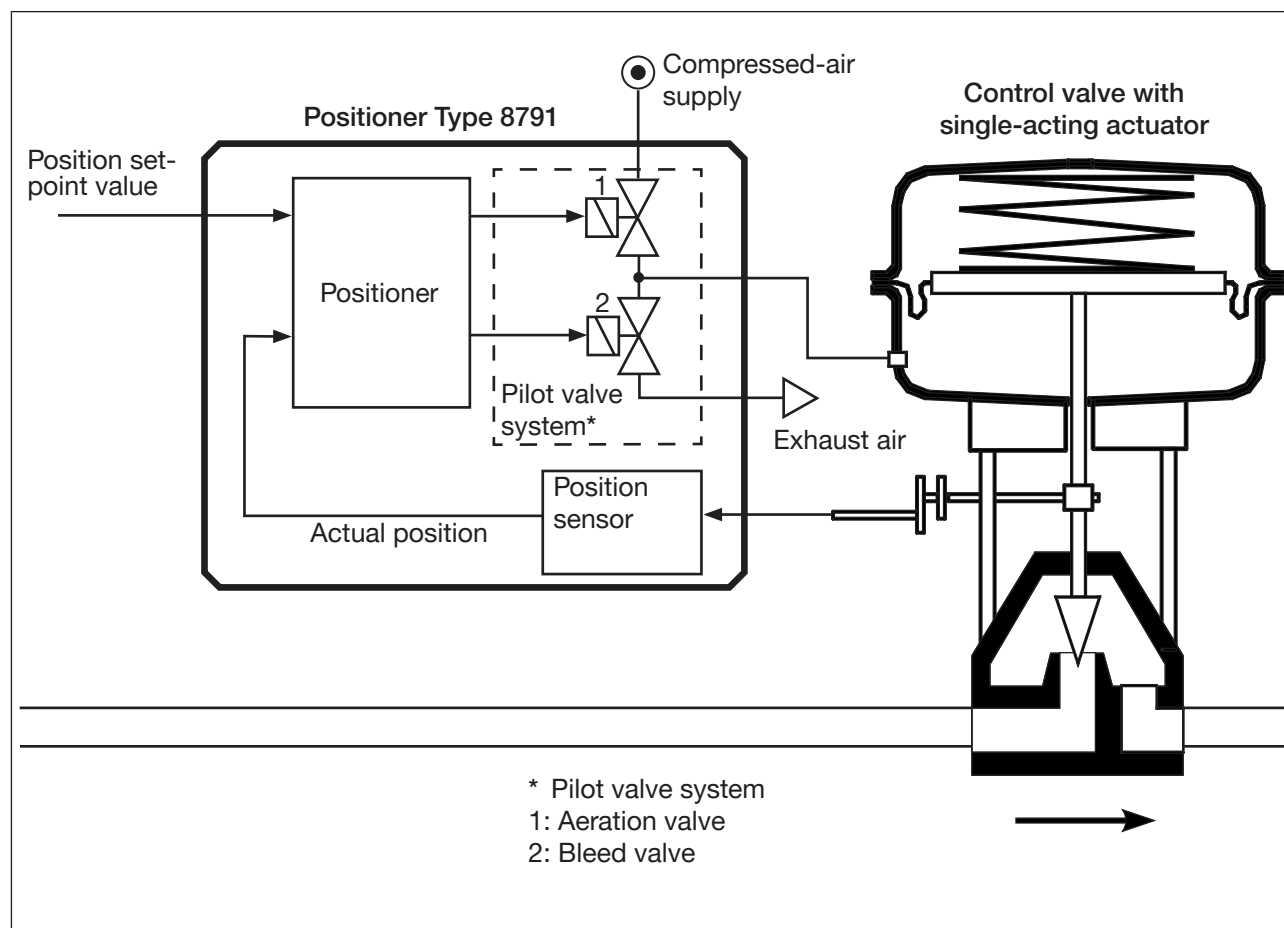 Compressed-air
supply
Control valve with
single-acting actuator
Positioner Type 8791
Position set-
point value
1
Positioner
2
Pilot valve
system*
Exhaust air
Position
sensor
Actual position
* Pilot valve system
1: Aeration valve
2: Bleed valve